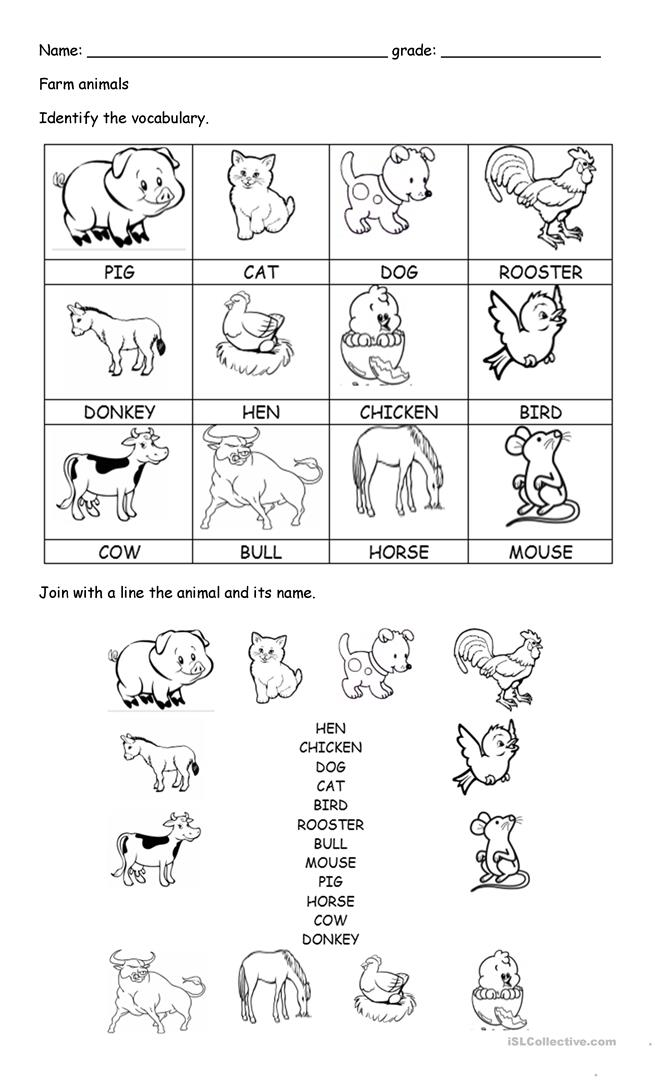 Name: ________________________________ grade: _________________
Farm animals
Identify the vocabulary.
PIG CAT DOG ROOSTER
DONKEY HEN CHICKEN BIRD
COW BULL HORSE MOUSE
Join with a line the animal and its name.
HEN
CHICKEN
DOG
CAT
BIRD
ROOSTER
BULL
MOUSE
PIG
HORSE
COW
DONKEY
iSLCollective.com